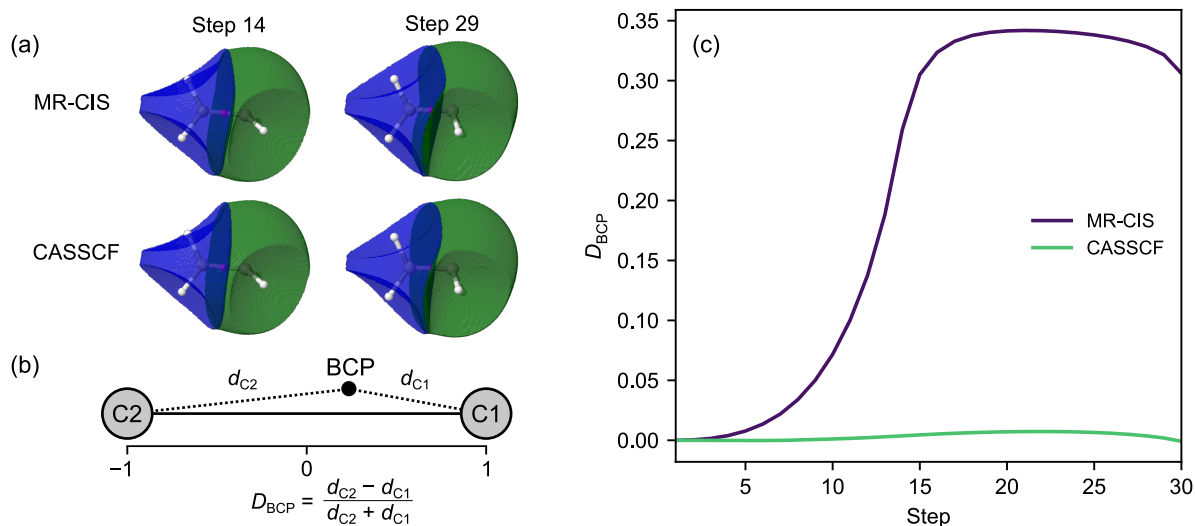 (a)
Step 14
Step 29
MR-CIS
CASSCF
(b)
BCP
d_C2
d_C1
C2
C1
−1
0
1
D_BCP = (d_C2 − d_C1) / (d_C2 + d_C1)
(c)
0.35
0.30
0.25
0.20
0.15
0.10
0.05
0.00
D_BCP
MR-CIS
CASSCF
5
10
15
20
25
30
Step